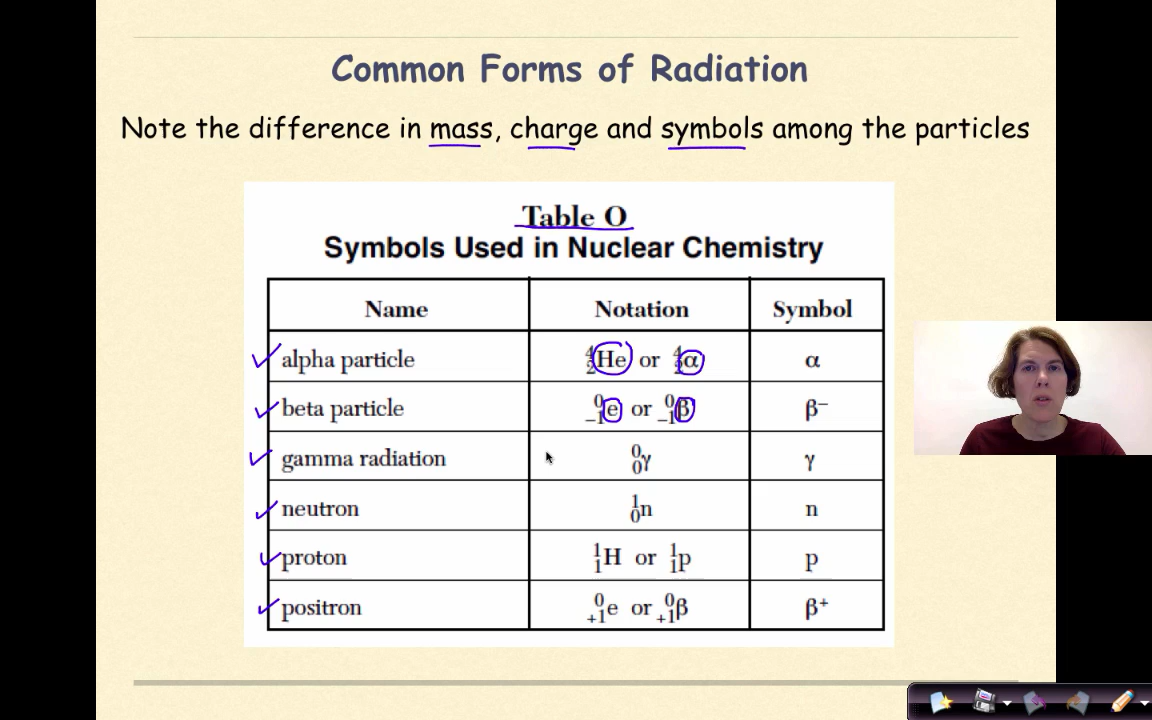 Common Forms of Radiation
Note the difference in mass, charge and symbols among the particles
Table O
Symbols Used in Nuclear Chemistry
Name Notation Symbol
alpha particle ⁴₂He or ⁴₂α α
beta particle ⁰₋₁e or ⁰₋₁β β⁻
gamma radiation ⁰₀γ γ
neutron ¹₀n n
proton ¹₁H or ¹₁p p
positron ⁰₊₁e or ⁰₊₁β β⁺